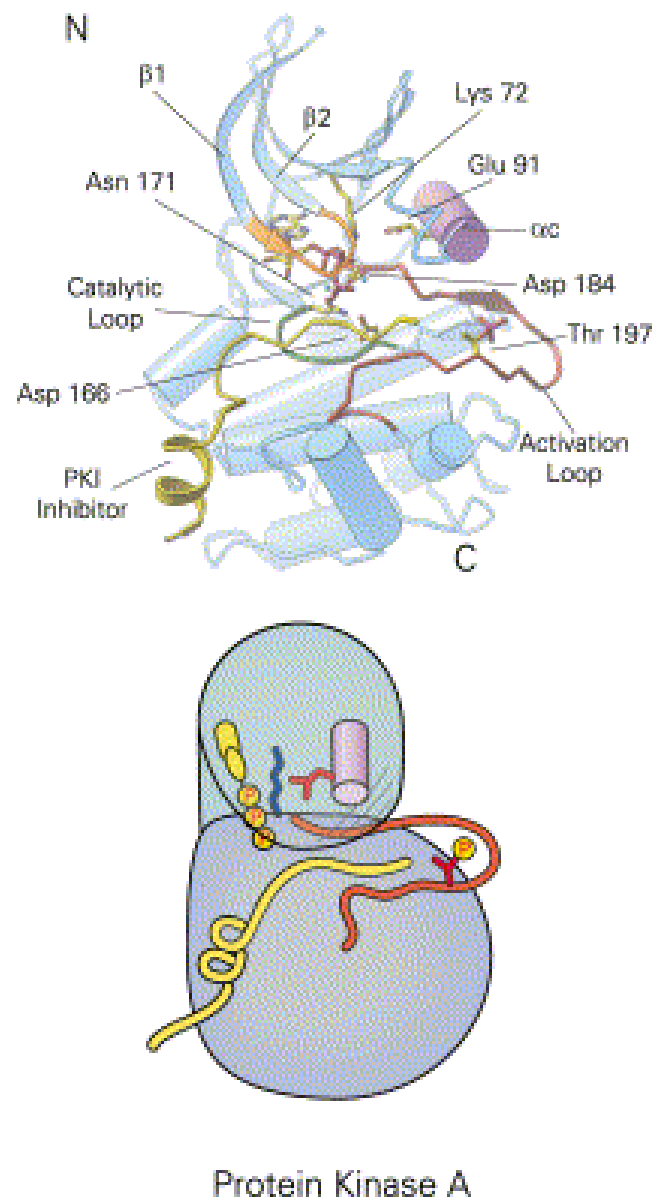 N
β1
β2
Lys 72
Asn 171
Glu 91
αc
Catalytic
Loop
Asp 184
Thr 197
Asp 166
Activation
Loop
PKI
Inhibitor
C
P
P
P
P
Protein Kinase A